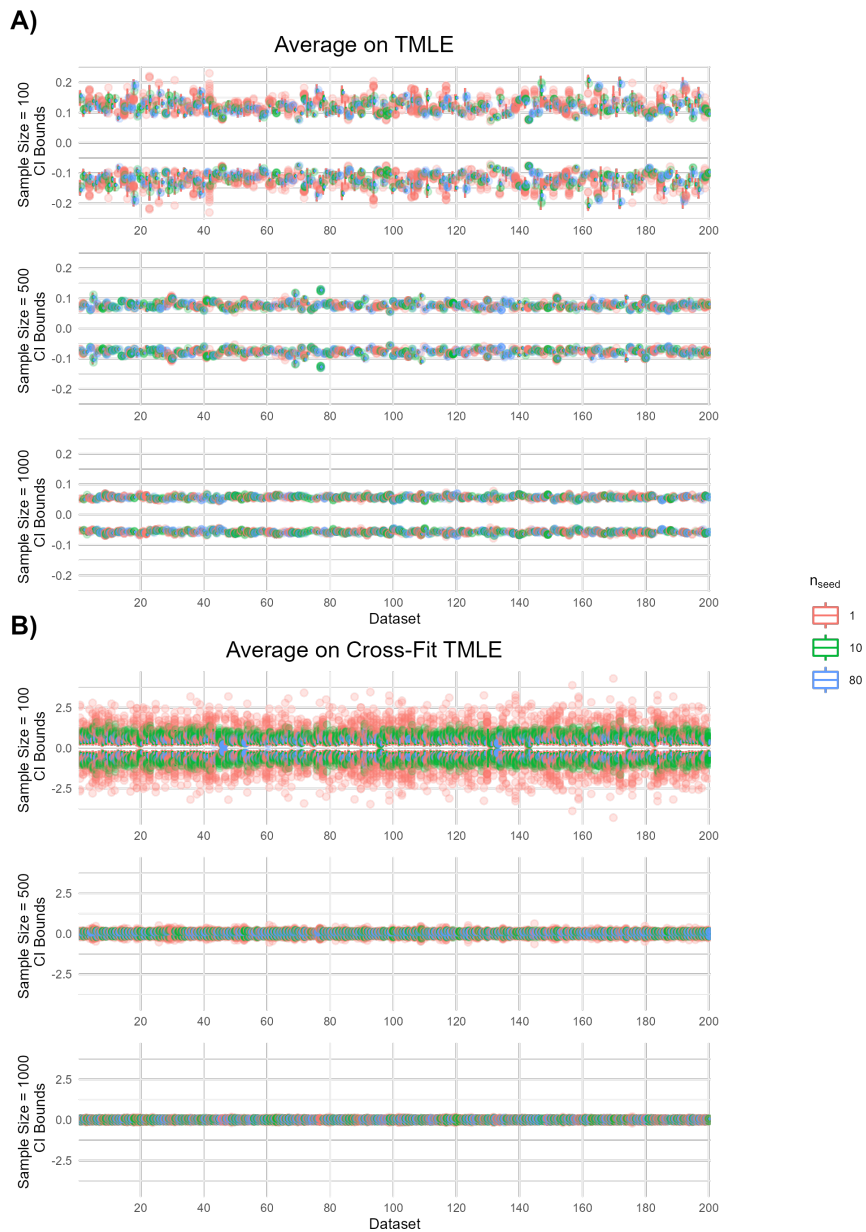 A)
Average on TMLE
Sample Size = 100
CI Bounds
0.2
0.1
0.0
-0.1
-0.2
20 40 60 80 100 120 140 160 180 200
Sample Size = 500
CI Bounds
0.2
0.1
0.0
-0.1
-0.2
20 40 60 80 100 120 140 160 180 200
Sample Size = 1000
CI Bounds
0.2
0.1
0.0
-0.1
-0.2
20 40 60 80 100 120 140 160 180 200
Dataset
n_seed
1
10
80
B)
Average on Cross-Fit TMLE
Sample Size = 100
CI Bounds
2.5
0.0
-2.5
20 40 60 80 100 120 140 160 180 200
Sample Size = 500
CI Bounds
2.5
0.0
-2.5
20 40 60 80 100 120 140 160 180 200
Sample Size = 1000
CI Bounds
2.5
0.0
-2.5
20 40 60 80 100 120 140 160 180 200
Dataset